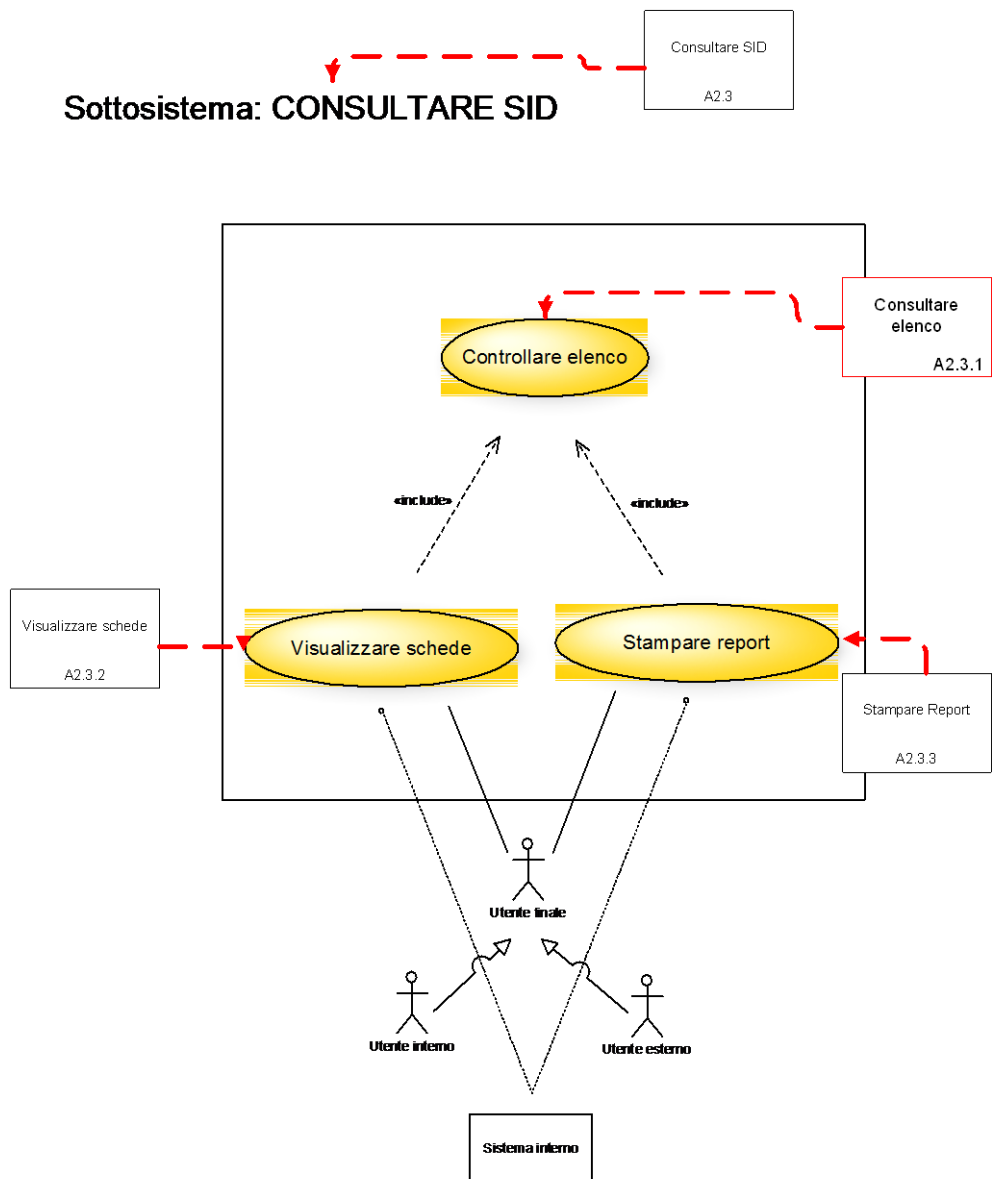 Consultare SID
A2.3
Sottosistema: CONSULTARE SID
Consultare
elenco
A2.3.1
Controllare elenco
«include»
«include»
Visualizzare schede
A2.3.2
Visualizzare schede
Stampare report
Stampare Report
A2.3.3
Utente finale
Utente interno
Utente esterno
Sistema interno